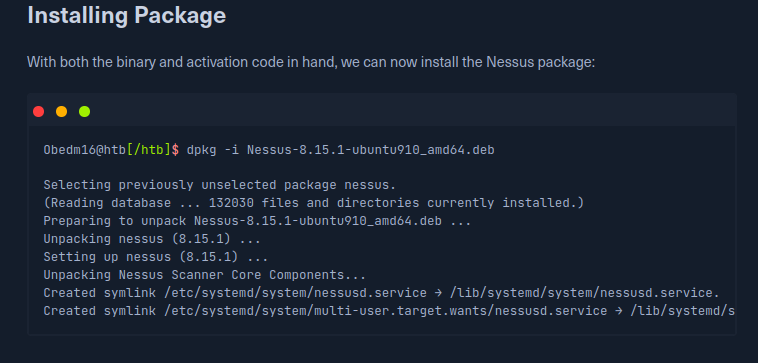 Installing Package
With both the binary and activation code in hand, we can now install the Nessus package:
0bedm16@htb[/htb]$ dpkg -i Nessus-8.15.1-ubuntu910_amd64.deb
Selecting previously unselected package nessus.
(Reading database ... 132030 files and directories currently installed.)
Preparing to unpack Nessus-8.15.1-ubuntu910_amd64.deb ...
Unpacking nessus (8.15.1) ...
Setting up nessus (8.15.1) ...
Unpacking Nessus Scanner Core Components...
Created symlink /etc/systemd/system/nessusd.service → /lib/systemd/system/nessusd.service.
Created symlink /etc/systemd/system/multi-user.target.wants/nessusd.service → /lib/systemd/s